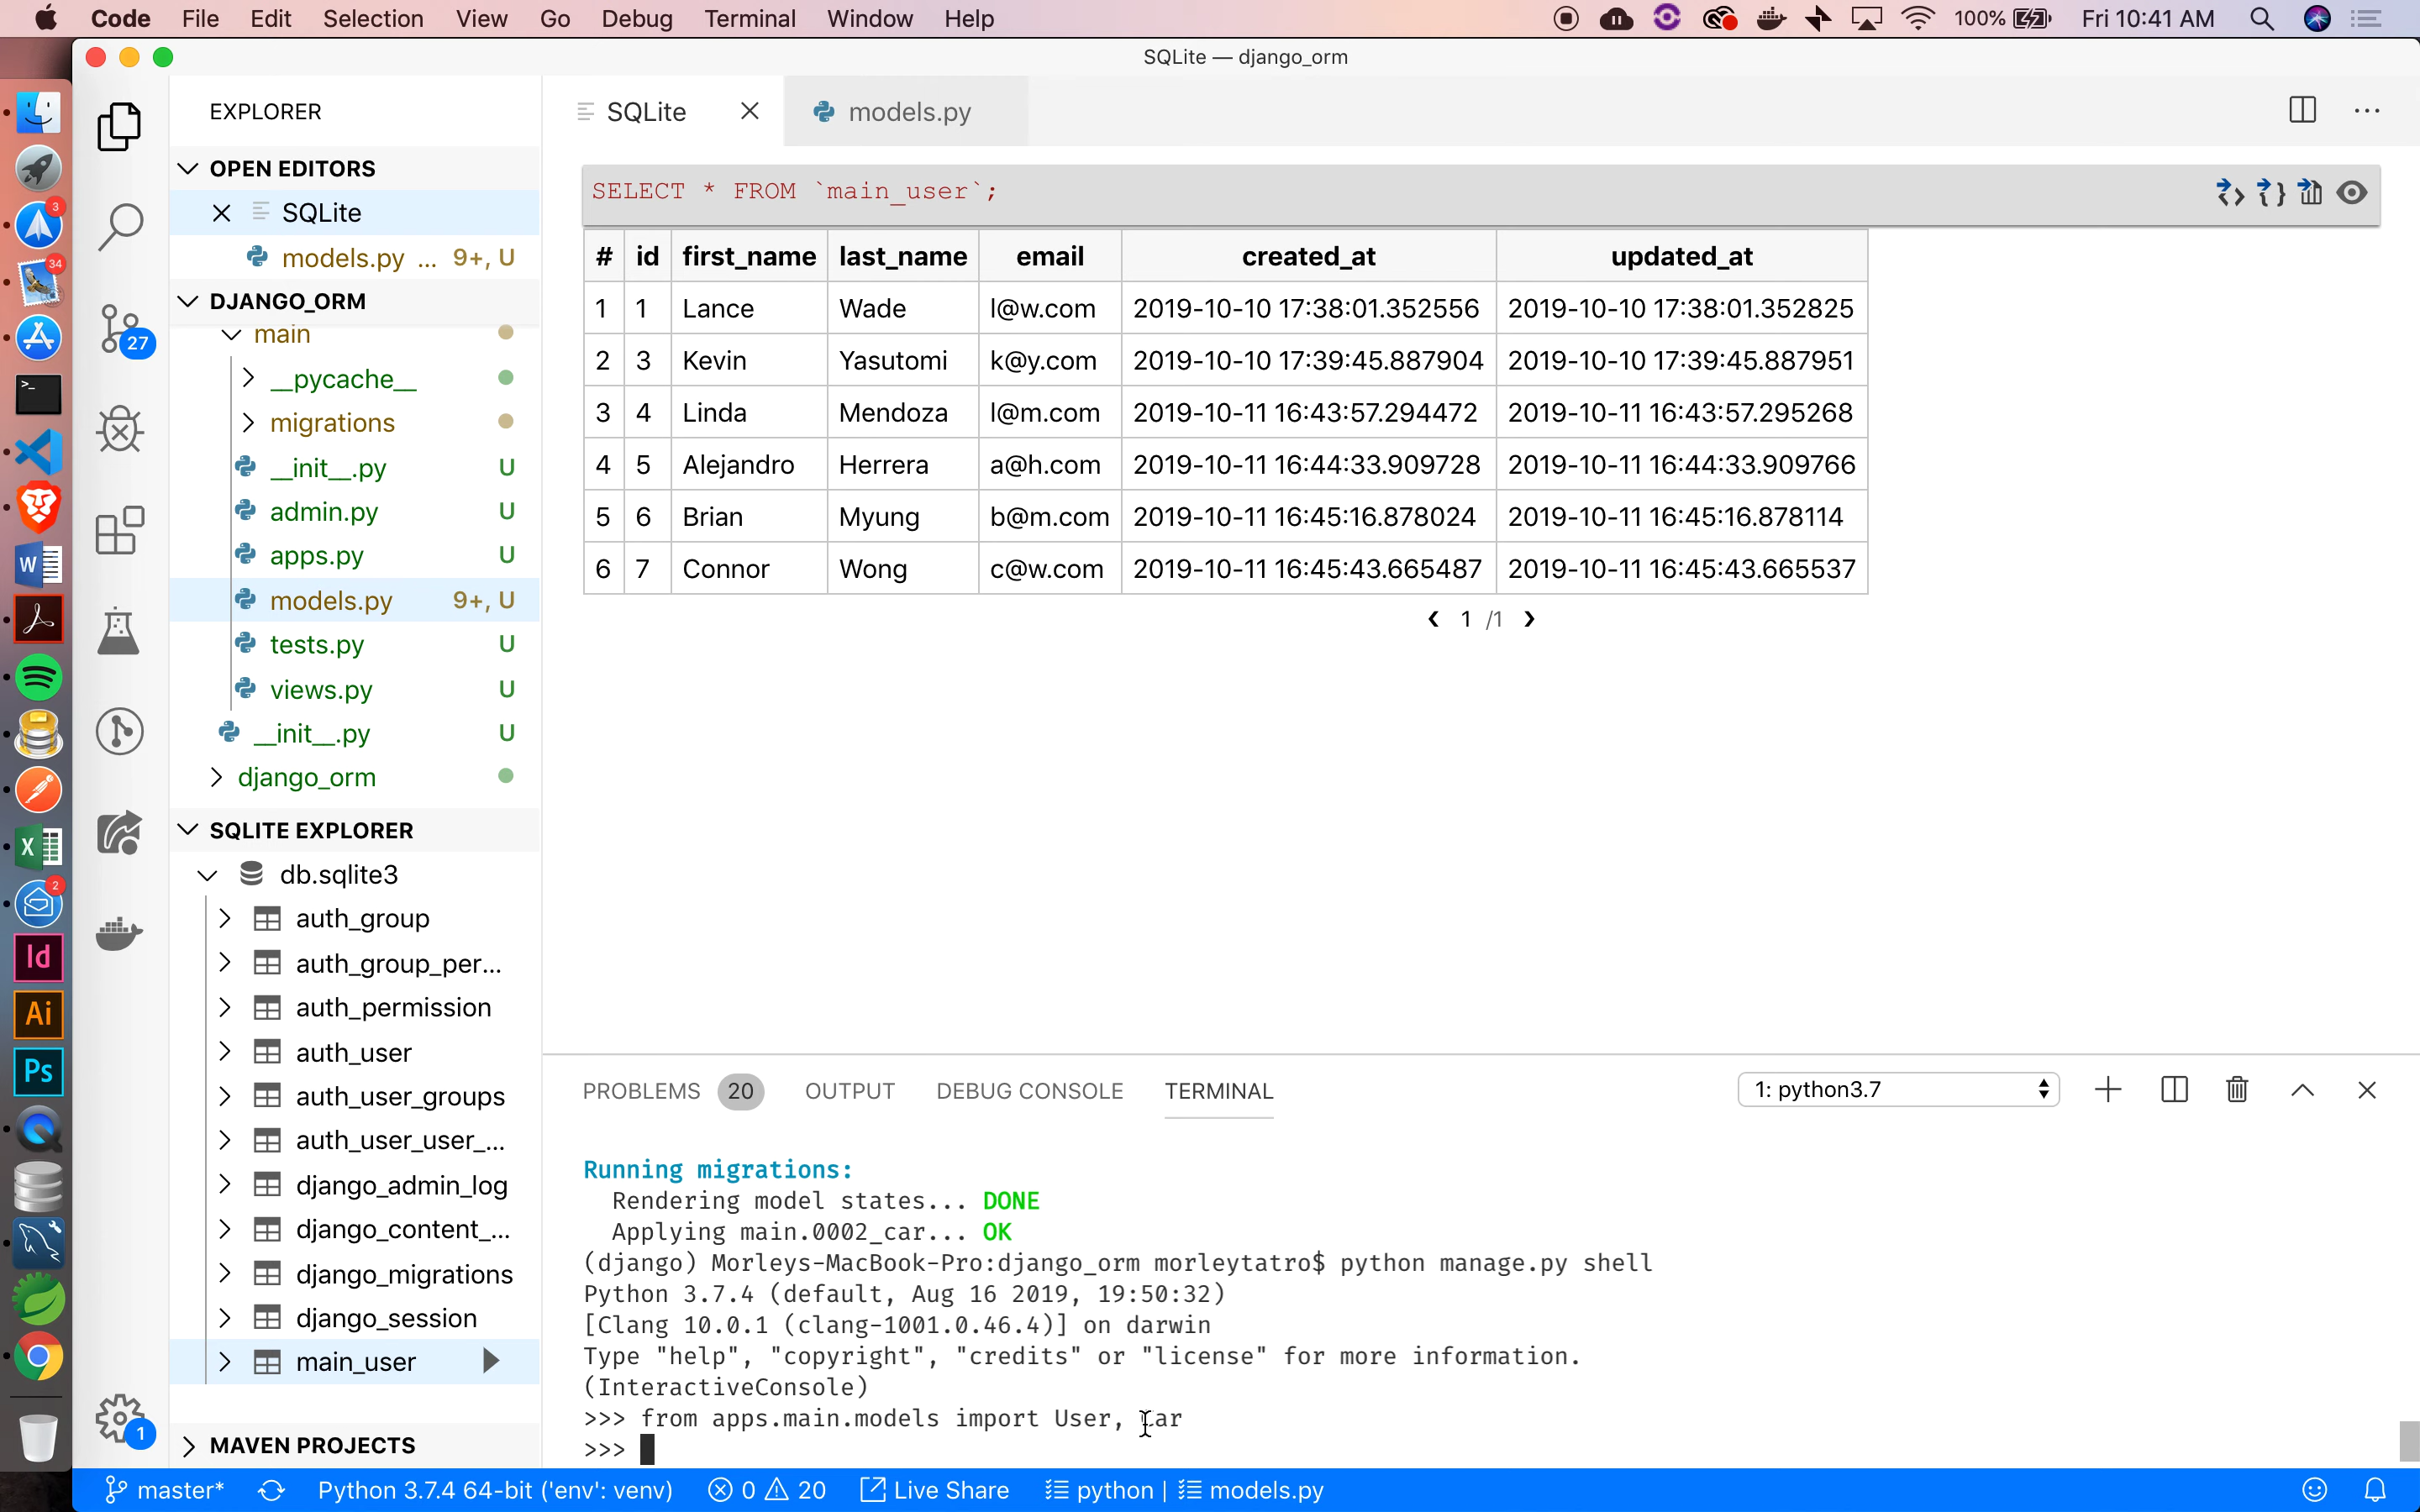 Code File Edit Selection View Go Debug Terminal Window Help 100% Fri 10:41 AM
SQLite — django_orm
EXPLORER
SQLite models.py
OPEN EDITORS
SQLite
models.py ... 9+, U
DJANGO_ORM
main
__pycache__
migrations
__init__.py U
admin.py U
apps.py U
models.py 9+, U
tests.py U
views.py U
__init__.py U
django_orm
SQLITE EXPLORER
db.sqlite3
auth_group
auth_group_per...
auth_permission
auth_user
auth_user_groups
auth_user_user_...
django_admin_log
django_content_...
django_migrations
django_session
main_user
MAVEN PROJECTS
3
34
2
27
1
W
X
Id
Ai
Ps
SELECT * FROM `main_user`;
# id first_name last_name email created_at updated_at
1 1 Lance Wade l@w.com 2019-10-10 17:38:01.352556 2019-10-10 17:38:01.352825
2 3 Kevin Yasutomi k@y.com 2019-10-10 17:39:45.887904 2019-10-10 17:39:45.887951
3 4 Linda Mendoza l@m.com 2019-10-11 16:43:57.294472 2019-10-11 16:43:57.295268
4 5 Alejandro Herrera a@h.com 2019-10-11 16:44:33.909728 2019-10-11 16:44:33.909766
5 6 Brian Myung b@m.com 2019-10-11 16:45:16.878024 2019-10-11 16:45:16.878114
6 7 Connor Wong c@w.com 2019-10-11 16:45:43.665487 2019-10-11 16:45:43.665537
1 /1
PROBLEMS 20 OUTPUT DEBUG CONSOLE TERMINAL 1: python3.7
Running migrations:
Rendering model states... DONE
Applying main.0002_car... OK
(django) Morleys-MacBook-Pro:django_orm morleytatro$ python manage.py shell
Python 3.7.4 (default, Aug 16 2019, 19:50:32)
[Clang 10.0.1 (clang-1001.0.46.4)] on darwin
Type "help", "copyright", "credits" or "license" for more information.
(InteractiveConsole)
>>> from apps.main.models import User, Car
>>>
master* Python 3.7.4 64-bit ('env': venv) 0 20 Live Share python | models.py